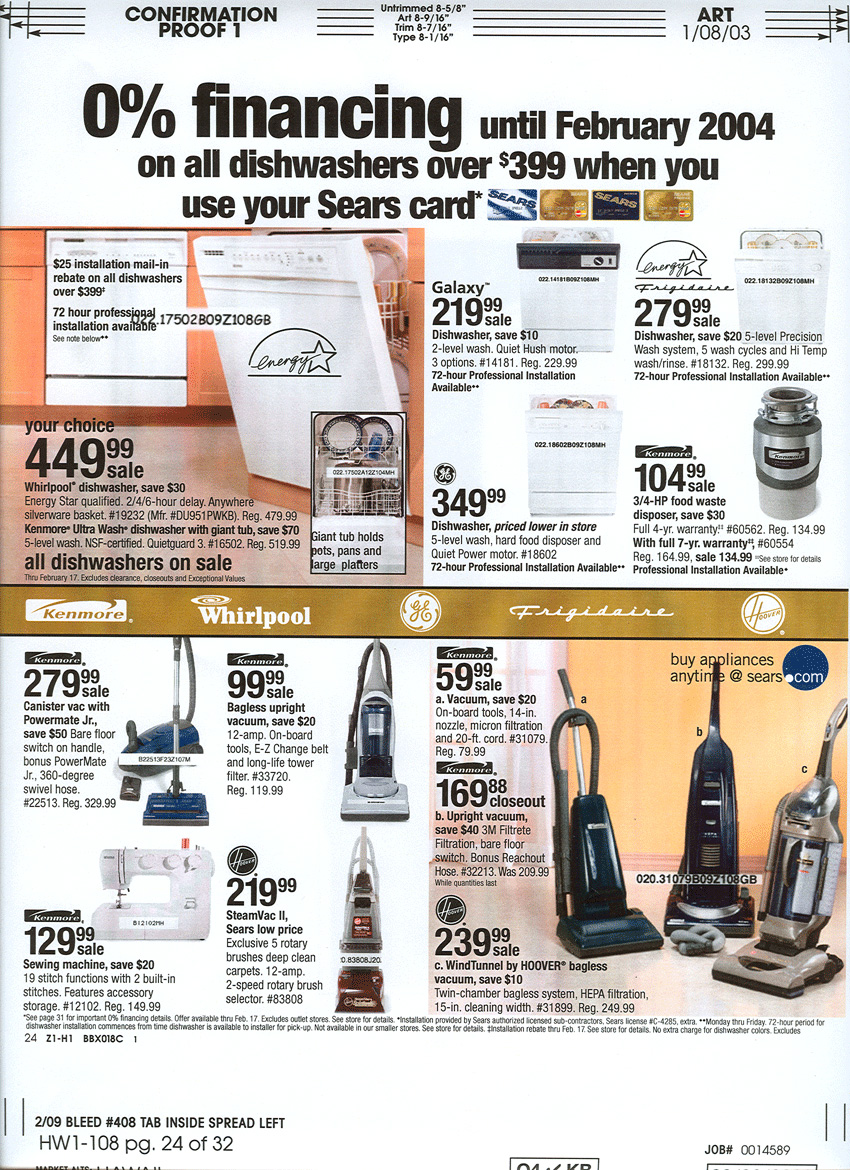 CONFIRMATION
PROOF 1
Untrimmed 8-5/8"
Art 8-9/16"
Trim 8-7/16"
Type 8-1/16"
ART
1/08/03
0% financing until February 2004
on all dishwashers over $399 when you
use your Sears card*
SEARS
SEARS
$25 installation mail-in
rebate on all dishwashers
over $399‡
72 hour professional
installation available
See note below**
022.17502B09Z108GB
energy
your choice
449.99
sale
Whirlpool® dishwasher, save $30
Energy Star qualified. 2/4/6-hour delay. Anywhere
silverware basket. #19232 (Mfr. #DU951PWKB). Reg. 479.99
Kenmore® Ultra Wash® dishwasher with giant tub, save $70
5-level wash. NSF-certified. Quietguard 3. #16502. Reg. 519.99
all dishwashers on sale
Thru February 17. Excludes clearance, closeouts and Exceptional Values
022.17502A12Z104MH
Giant tub holds
pots, pans and
large platters
022.14181B09Z108MH
Galaxy™
219.99
sale
Dishwasher, save $10
2-level wash. Quiet Hush motor.
3 options. #14181. Reg. 229.99
72-hour Professional Installation
Available**
energy
Frigidaire
022.18132B09Z108MH
279.99
sale
Dishwasher, save $20 5-level Precision
Wash system, 5 wash cycles and Hi Temp
wash/rinse. #18132. Reg. 299.99
72-hour Professional Installation Available**
022.18602B09Z108MH
GE
349.99
Dishwasher, priced lower in store
5-level wash, hard food disposer and
Quiet Power motor. #18602
72-hour Professional Installation Available**
Kenmore
Kenmore
104.99
sale
3/4-HP food waste
disposer, save $30
Full 4-yr. warranty‡‡ #60562. Reg. 134.99
With full 7-yr. warranty‡‡, #60554
Reg. 164.99, sale 134.99 ‡‡See store for details
Professional Installation Available*
Kenmore® Whirlpool GE Frigidaire HOOVER®
Kenmore
279.99
sale
Canister vac with
Powermate Jr.,
save $50 Bare floor
switch on handle,
bonus PowerMate
Jr., 360-degree
swivel hose.
#22513. Reg. 329.99
B22513F23Z107M
Kenmore
99.99
sale
Bagless upright
vacuum, save $20
12-amp. On-board
tools, E-Z Change belt
and long-life tower
filter. #33720.
Reg. 119.99
Kenmore
59.99
sale
a. Vacuum, save $20
On-board tools, 14-in.
nozzle, micron filtration
and 20-ft. cord. #31079.
Reg. 79.99
Kenmore
169.88
closeout
b. Upright vacuum,
save $40 3M Filtrete
Filtration, bare floor
switch. Bonus Reachout
Hose. #32213. Was 209.99
While quantities last
HOOVER
239.99
sale
c. WindTunnel by HOOVER® bagless
vacuum, save $10
Twin-chamber bagless system, HEPA filtration,
15-in. cleaning width. #31899. Reg. 249.99
buy appliances
anytime @ sears.com
a
b
c
HEPA
020.31079B09Z108GB
B12102MH
Kenmore
129.99
sale
Sewing machine, save $20
19 stitch functions with 2 built-in
stitches. Features accessory
storage. #12102. Reg. 149.99
HOOVER
219.99
SteamVac II,
Sears low price
Exclusive 5 rotary
brushes deep clean
carpets. 12-amp.
2-speed rotary brush
selector. #83808
0.83808J20
*See page 31 for important 0% financing details. Offer available thru Feb. 17. Excludes outlet stores. See store for details. *Installation provided by Sears authorized licensed sub-contractors. Sears license #C-4285, extra. **Monday thru Friday. 72-hour period for
dishwasher installation commences from time dishwasher is available to installer for pick-up. Not available in our smaller stores. See store for details. ‡Installation rebate thru Feb. 17. See store for details. No extra charge for dishwasher colors. Excludes
24 Z1-H1 BBX018C 1
2/09 BLEED #408 TAB INSIDE SPREAD LEFT
HW1-108 pg. 24 of 32
JOB# 0014589